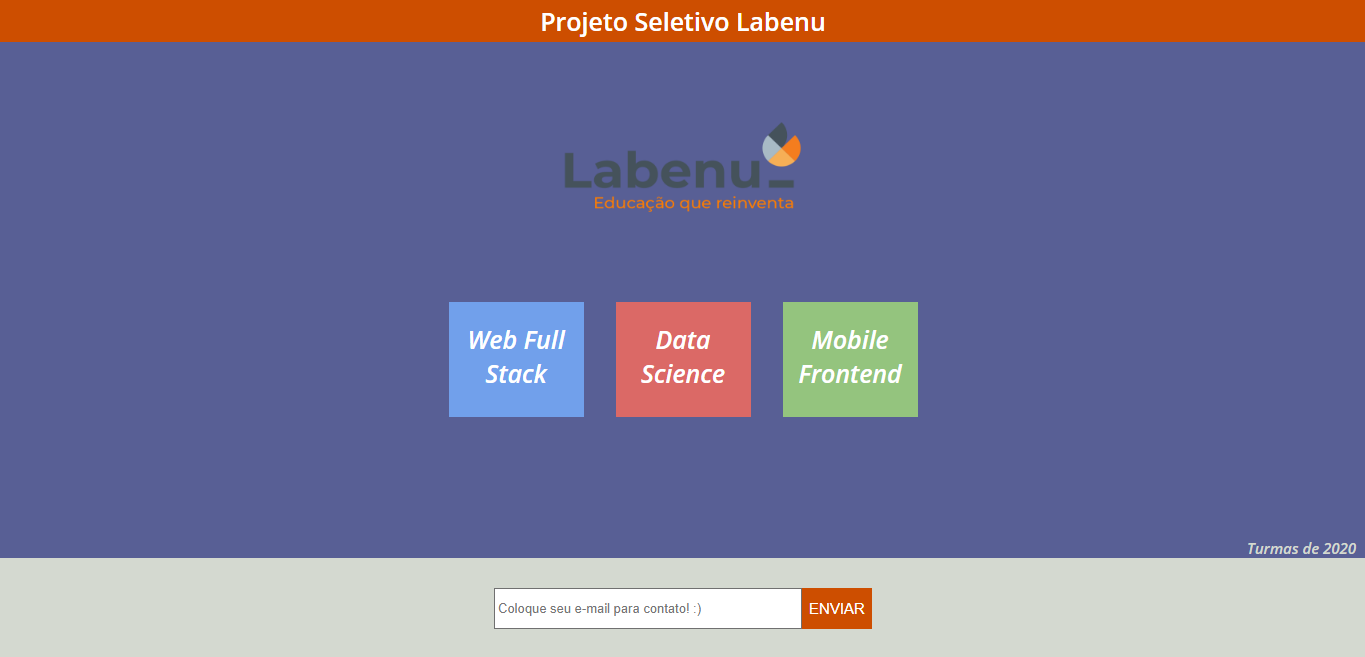 Projeto Seletivo Labenu
Labenu_
Educação que reinventa
Web Full
Stack
Data
Science
Mobile
Frontend
Turmas de 2020
Coloque seu e-mail para contato! :)
ENVIAR